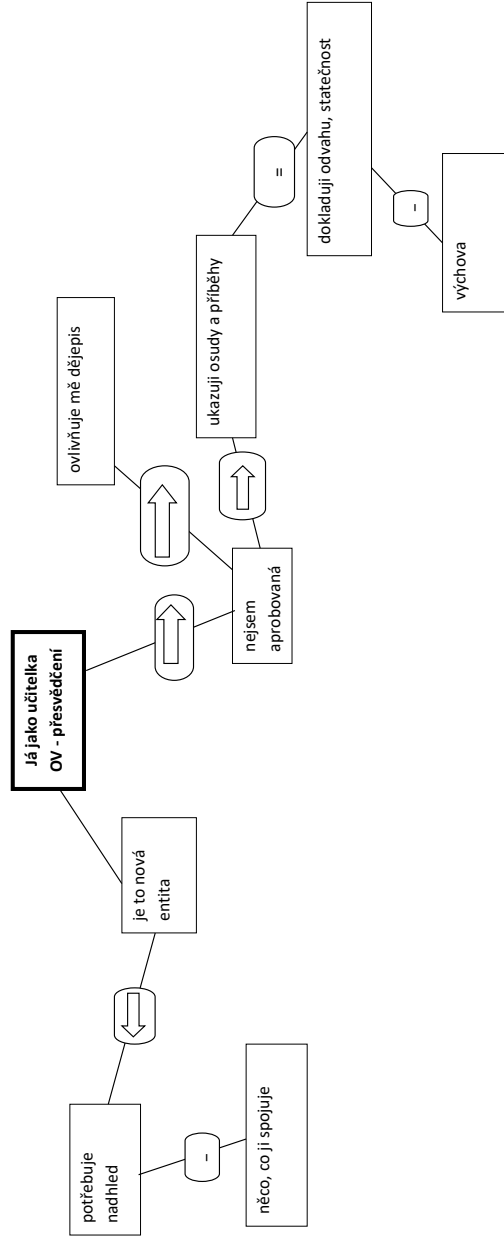 Já jako učitelka
OV - přesvědčení
je to nová
entita
potřebuje
nadhled
–
něco, co ji spojuje
nejsem
aprobovaná
ovlivňuje mě dějepis
ukazuji osudy a příběhy
=
dokladuji odvahu, statečnost
–
výchova